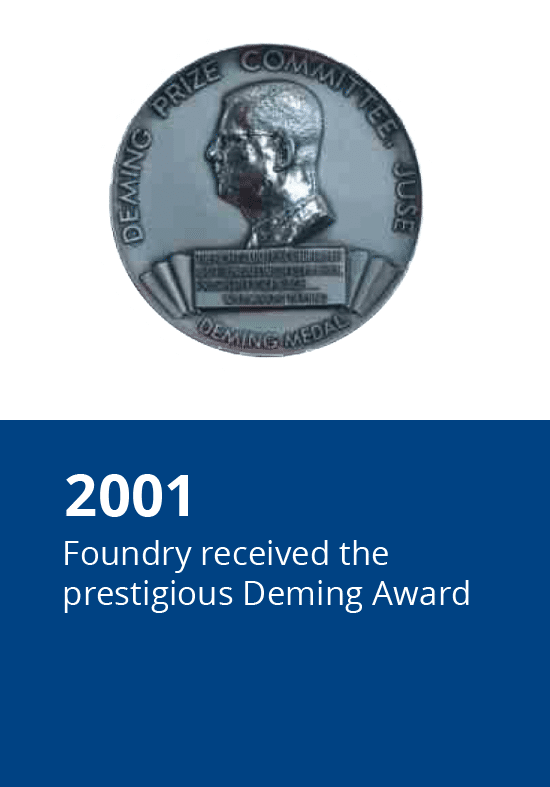 DEMING PRIZE COMMITTEE, JUSE
DEMING MEDAL
2001
Foundry received the
prestigious Deming Award